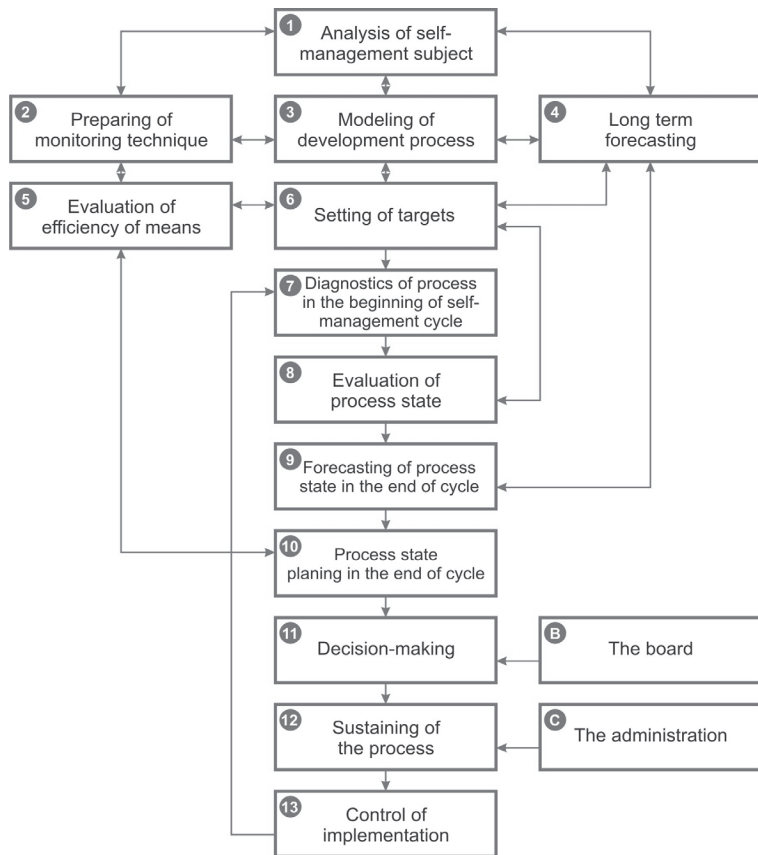 1
Analysis of self-
management subject
2
Preparing of
monitoring technique
3
Modeling of
development process
4
Long term
forecasting
5
Evaluation of
efficiency of means
6
Setting of targets
7
Diagnostics of process
in the beginning of self-
management cycle
8
Evaluation of
process state
9
Forecasting of process
state in the end of cycle
10
Process state
planing in the end of cycle
11
Decision-making
B
The board
12
Sustaining of
the process
C
The administration
13
Control of
implementation